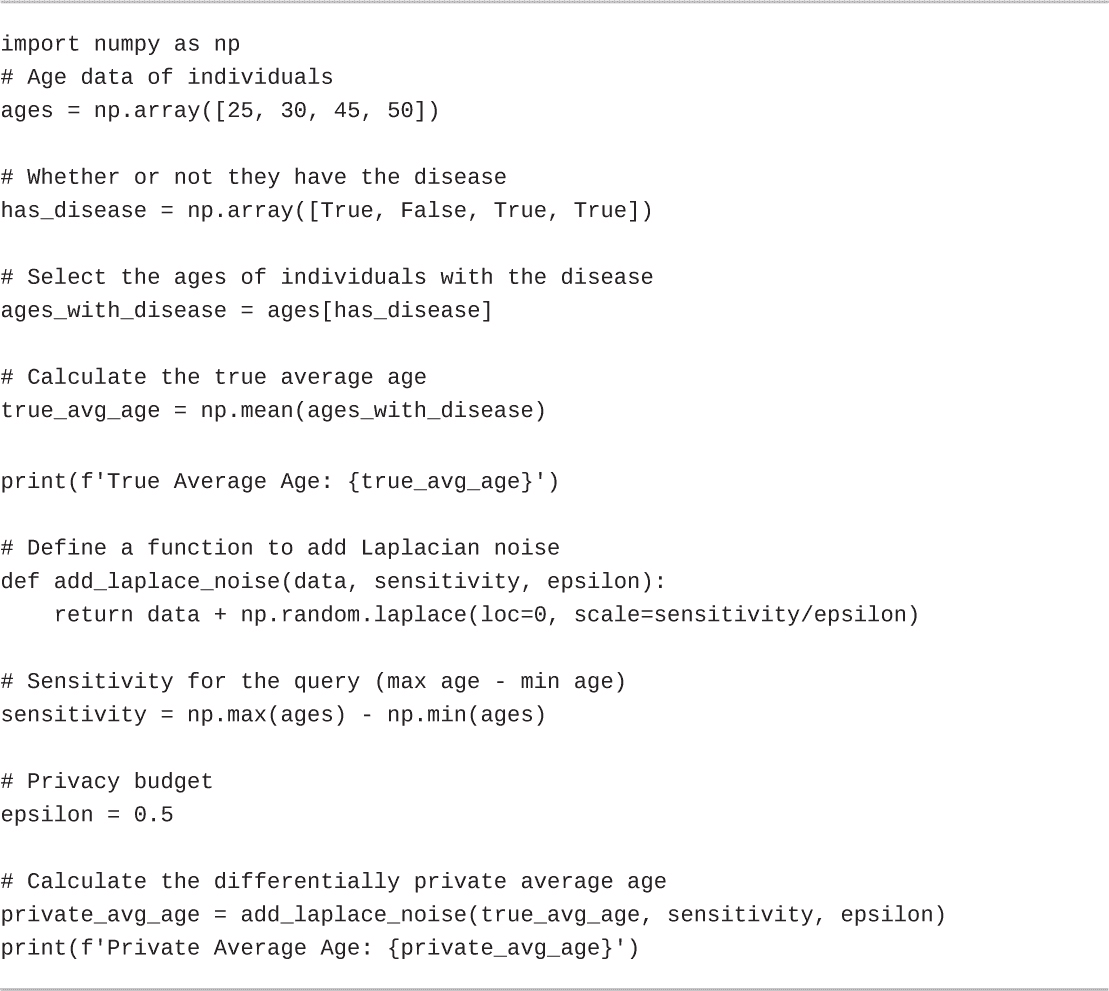 import numpy as np
# Age data of individuals
ages = np.array([25, 30, 45, 50])
# Whether or not they have the disease
has_disease = np.array([True, False, True, True])
# Select the ages of individuals with the disease
ages_with_disease = ages[has_disease]
# Calculate the true average age
true_avg_age = np.mean(ages_with_disease)
print(f'True Average Age: {true_avg_age}')
# Define a function to add Laplacian noise
def add_laplace_noise(data, sensitivity, epsilon):
    return data + np.random.laplace(loc=0, scale=sensitivity/epsilon)
# Sensitivity for the query (max age - min age)
sensitivity = np.max(ages) - np.min(ages)
# Privacy budget
epsilon = 0.5
# Calculate the differentially private average age
private_avg_age = add_laplace_noise(true_avg_age, sensitivity, epsilon)
print(f'Private Average Age: {private_avg_age}')